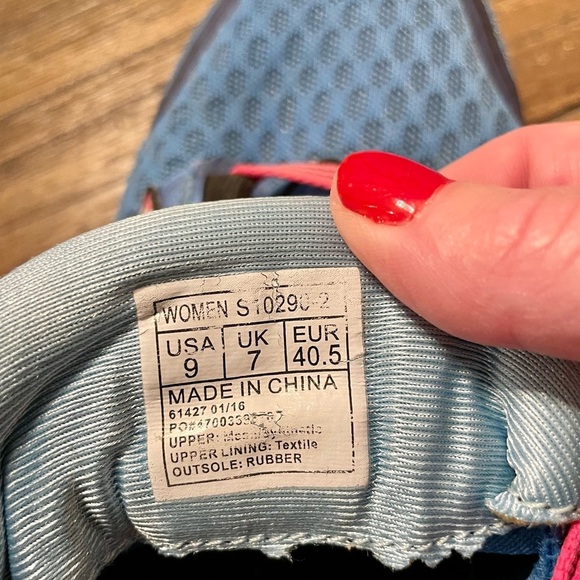 WOMEN S10290-2
USA UK EUR
9 7 40.5
MADE IN CHINA
61427 01/16
UPPER:
UPPER LINING: Textile
OUTSOLE: RUBBER